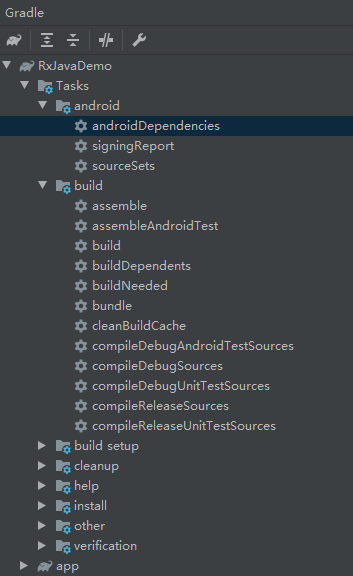 Gradle
RxJavaDemo
Tasks
android
androidDependencies
signingReport
sourceSets
build
assemble
assembleAndroidTest
build
buildDependents
buildNeeded
bundle
cleanBuildCache
compileDebugAndroidTestSources
compileDebugSources
compileDebugUnitTestSources
compileReleaseSources
compileReleaseUnitTestSources
build setup
cleanup
help
install
other
verification
app